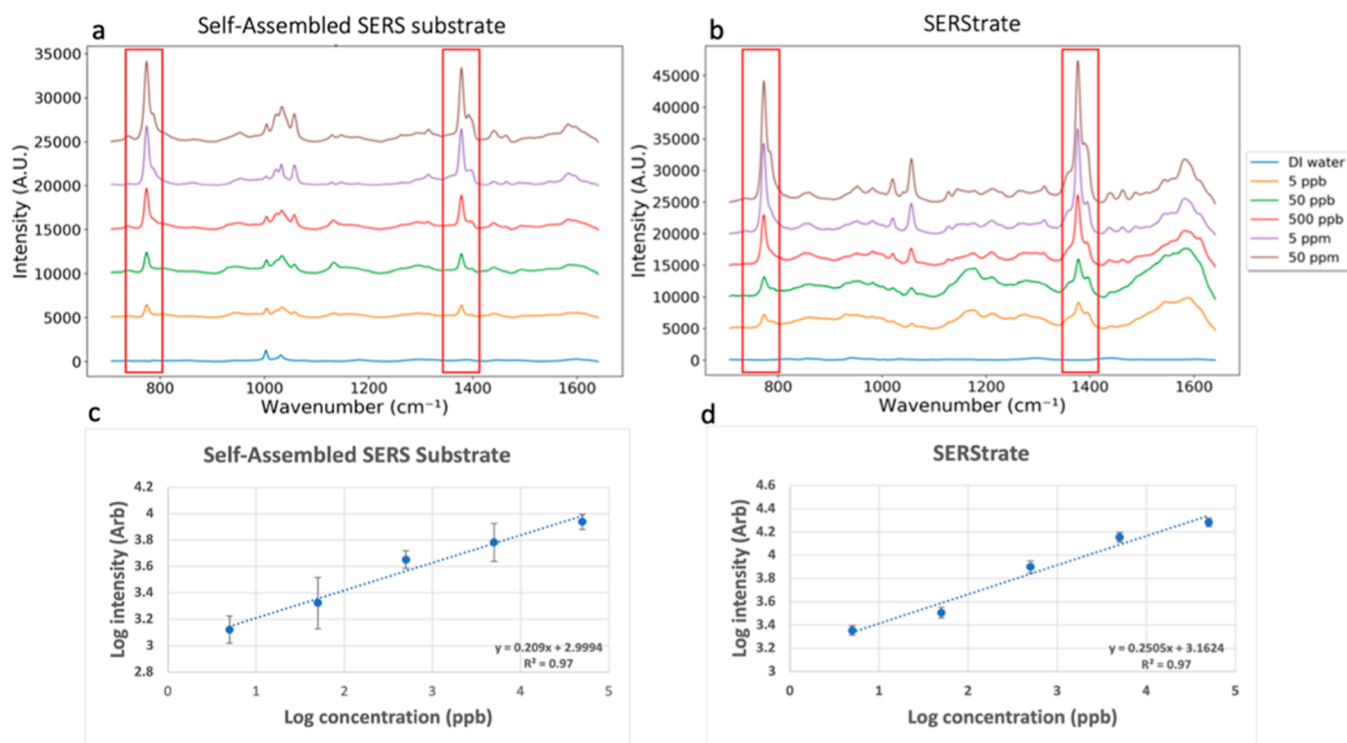 a
Self-Assembled SERS substrate
35000
30000
25000
20000
15000
10000
5000
0
Intensity (A.U.)
800
1000
1200
1400
1600
Wavenumber (cm⁻¹)
b
SERStrate
45000
40000
35000
30000
25000
20000
15000
10000
5000
0
Intensity (A.U.)
800
1000
1200
1400
1600
Wavenumber (cm⁻¹)
DI water
5 ppb
50 ppb
500 ppb
5 ppm
50 ppm
c
Self-Assembled SERS Substrate
4.2
4
3.8
3.6
3.4
3.2
3
2.8
Log intensity (Arb)
y = 0.209x + 2.9994
R² = 0.97
0
1
2
3
4
5
Log concentration (ppb)
d
SERStrate
4.6
4.4
4.2
4
3.8
3.6
3.4
3.2
3
Log intensity (Arb)
y = 0.2505x + 3.1624
R² = 0.97
0
1
2
3
4
5
Log concentration (ppb)